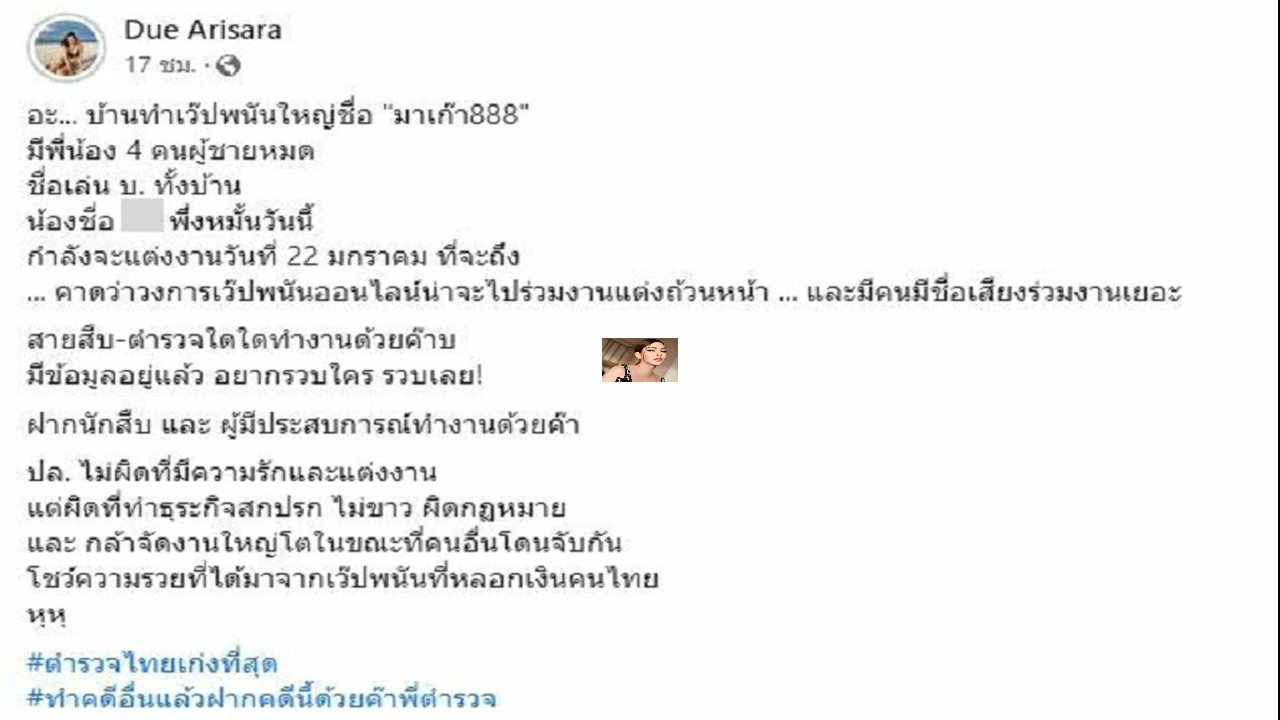 Due Arisara
17 ชม. ·
อะ... บ้านทำเว๊ปพนันใหญ่ชื่อ "มาเก๊า888"
มีพี่น้อง 4 คนผู้ชายหมด
ชื่อเล่น บ. ทั้งบ้าน
น้องชื่อ พึ่งหมั้นวันนี้
กำลังจะแต่งงานวันที่ 22 มกราคม ที่จะถึง
... คาดว่าวงการเว๊ปพนันออนไลน์น่าจะไปร่วมงานแต่งถ้วนหน้า ... และมีคนมีชื่อเสียงร่วมงานเยอะ
สายสืบ-ตำรวจใดใดทำงานด้วยค๊าบ
มีข้อมูลอยู่แล้ว อยากรวบใคร รวบเลย!
ฝากนักสืบ และ ผู้มีประสบการณ์ทำงานด้วยค๊า
ปล. ไม่ผิดที่มีความรักและแต่งงาน
แต่ผิดที่ทำธุระกิจสกปรก ไม่ขาว ผิดกฎหมาย
และ กล้าจัดงานใหญ่โตในขณะที่คนอื่นโดนจับกัน
โชว์ความรวยที่ได้มาจากเว๊ปพนันที่หลอกเงินคนไทย
หุหุ
#ตำรวจไทยเก่งที่สุด
#ทำคดีอื่นแล้วฝากคดีนี้ด้วยค๊าพี่ตำรวจ